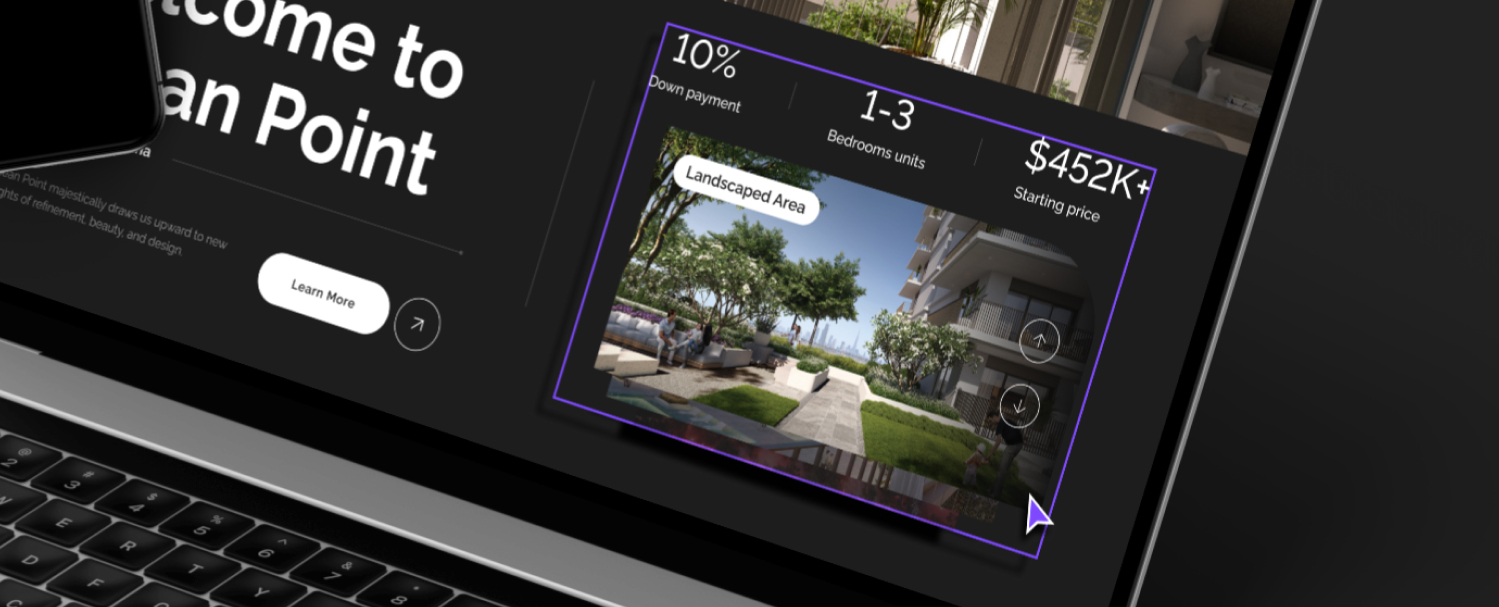 come to
an Point
na
an Point majestically draws us upward to new
ghts of refinement, beauty, and design.
Learn More
10%
Down payment
1-3
Bedrooms units
$452K+
Starting price
Landscaped Area
@
2
#
3
$
4
%
5
^
6
&
7
*
8
W
E
R
T
Y
D
F
G
C